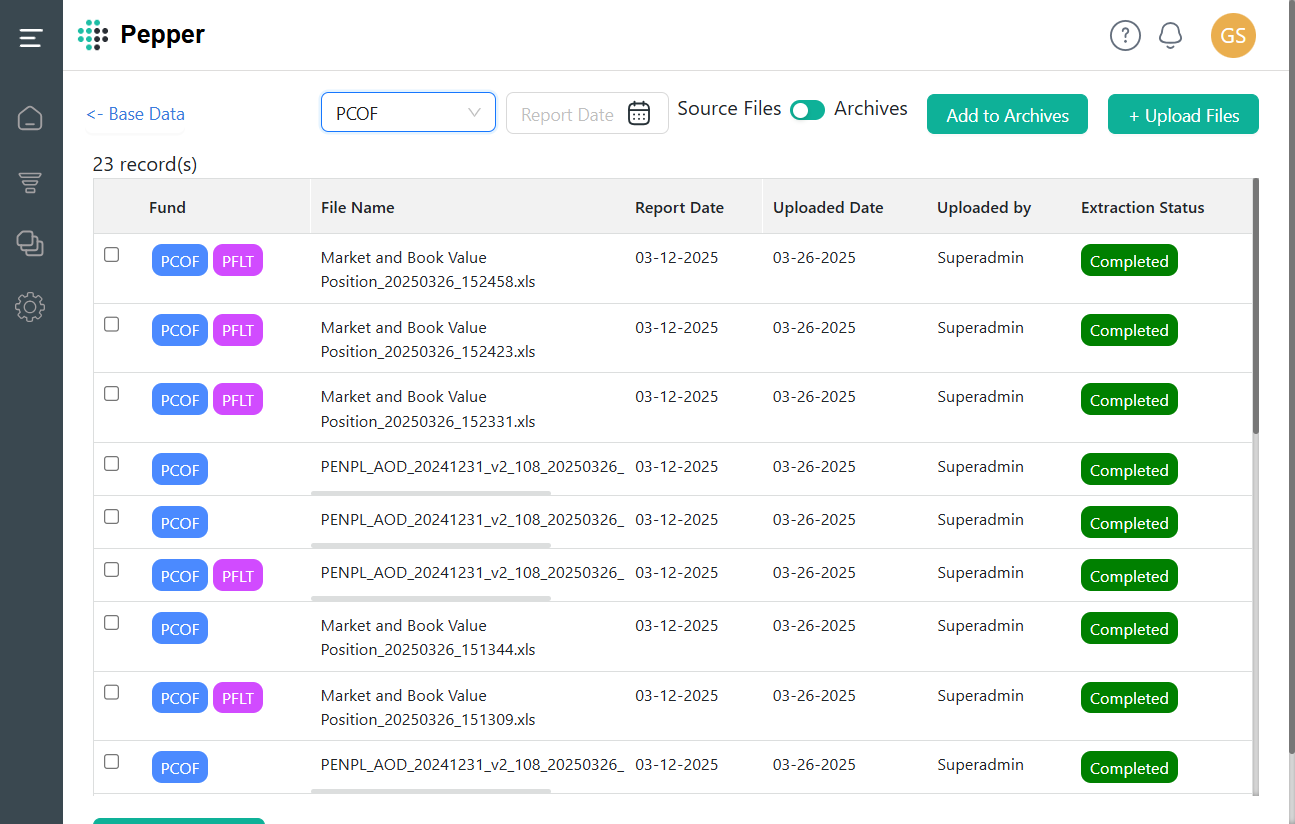 Pepper
?
GS
<- Base Data
PCOF
Report Date
Source Files
Archives
Add to Archives
+ Upload Files
23 record(s)
Fund File Name Report Date Uploaded Date Uploaded by Extraction Status
PCOF PFLT Market and Book Value 03-12-2025 03-26-2025 Superadmin Completed
Position_20250326_152458.xls
PCOF PFLT Market and Book Value 03-12-2025 03-26-2025 Superadmin Completed
Position_20250326_152423.xls
PCOF PFLT Market and Book Value 03-12-2025 03-26-2025 Superadmin Completed
Position_20250326_152331.xls
PCOF PENPL_AOD_20241231_v2_108_20250326_ 03-12-2025 03-26-2025 Superadmin Completed
PCOF PENPL_AOD_20241231_v2_108_20250326_ 03-12-2025 03-26-2025 Superadmin Completed
PCOF PFLT PENPL_AOD_20241231_v2_108_20250326_ 03-12-2025 03-26-2025 Superadmin Completed
PCOF Market and Book Value 03-12-2025 03-26-2025 Superadmin Completed
Position_20250326_151344.xls
PCOF PFLT Market and Book Value 03-12-2025 03-26-2025 Superadmin Completed
Position_20250326_151309.xls
PCOF PENPL_AOD_20241231_v2_108_20250326_ 03-12-2025 03-26-2025 Superadmin Completed